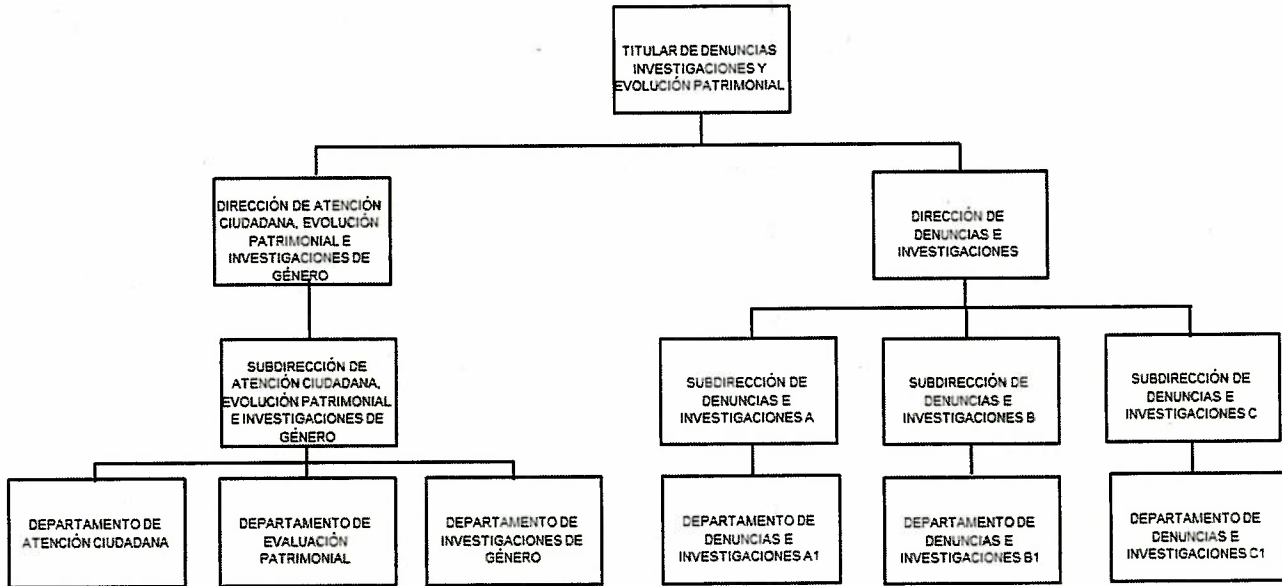 TITULAR DE DENUNCIAS
INVESTIGACIONES Y
EVOLUCIÓN PATRIMONIAL
DIRECCIÓN DE ATENCIÓN
CIUDADANA, EVOLUCIÓN
PATRIMONIAL E
INVESTIGACIONES DE
GÉNERO
DIRECCIÓN DE
DENUNCIAS E
INVESTIGACIONES
SUBDIRECCIÓN DE
ATENCIÓN CIUDADANA,
EVOLUCIÓN PATRIMONIAL
E INVESTIGACIONES DE
GÉNERO
SUBDIRECCIÓN DE
DENUNCIAS E
INVESTIGACIONES A
SUBDIRECCIÓN DE
DENUNCIAS E
INVESTIGACIONES B
SUBDIRECCIÓN DE
DENUNCIAS E
INVESTIGACIONES C
DEPARTAMENTO DE
ATENCIÓN CIUDADANA
DEPARTAMENTO DE
EVALUACIÓN
PATRIMONIAL
DEPARTAMENTO DE
INVESTIGACIONES DE
GÉNERO
DEPARTAMENTO DE
DENUNCIAS E
INVESTIGACIONES A1
DEPARTAMENTO DE
DENUNCIAS E
INVESTIGACIONES B1
DEPARTAMENTO DE
DENUNCIAS E
INVESTIGACIONES C1